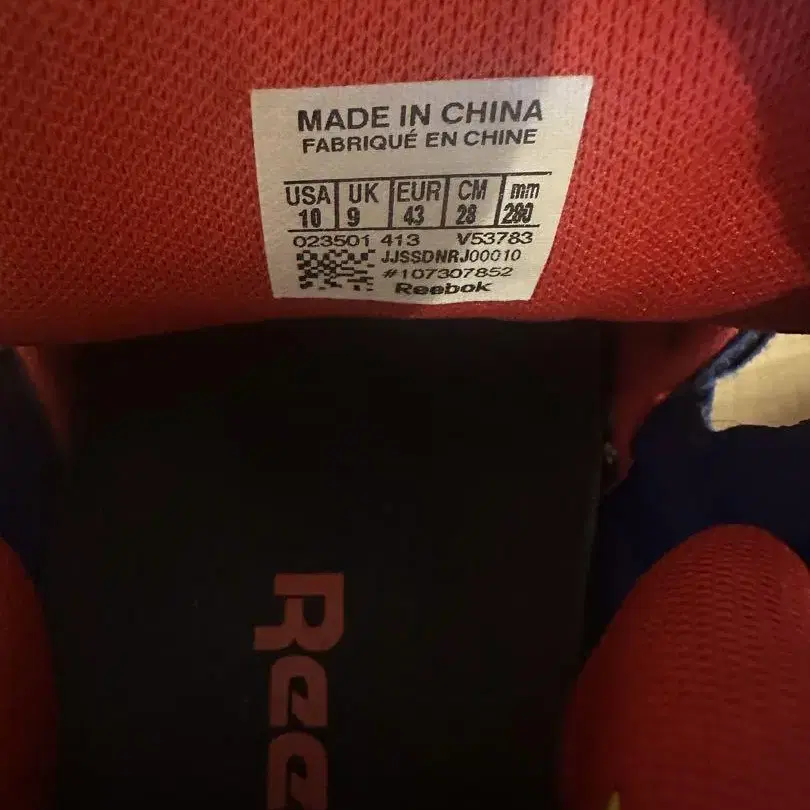 MADE IN CHINA
FABRIQUÉ EN CHINE
USA UK EUR CM mm
10 9 43 28 280
023501 413 V53783
JJSSDNRJ00010
#107307852
Reebok
Ree